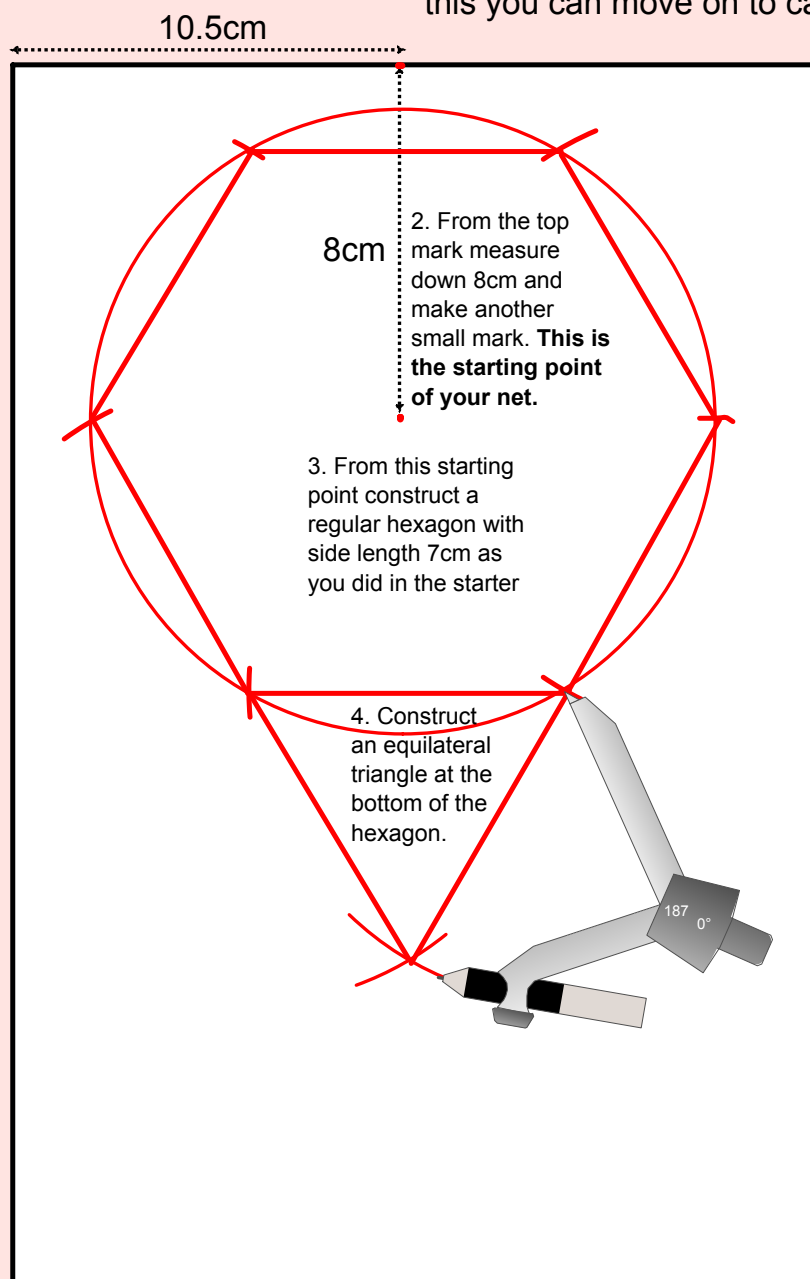 this you can move on to ca
10.5cm
8cm
2. From the top
mark measure
down 8cm and
make another
small mark. This is
the starting point
of your net.
3. From this starting
point construct a
regular hexagon with
side length 7cm as
you did in the starter
4. Construct
an equilateral
triangle at the
bottom of the
hexagon.
187
0°